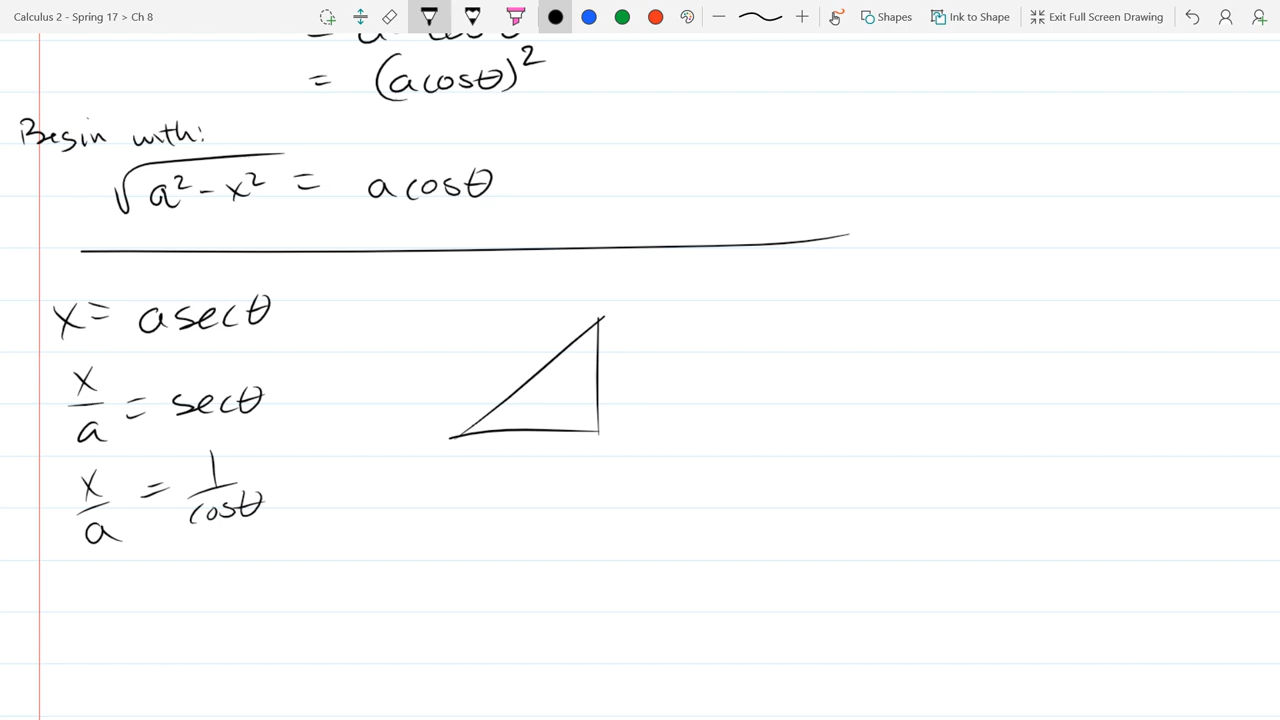 Calculus 2 - Spring 17 > Ch 8
Shapes
Ink to Shape
Exit Full Screen Drawing
= (a cosθ)²
Begin with:
√(a² - x²) = a cosθ
x = a secθ
x/a = secθ
x/a = 1/cosθ